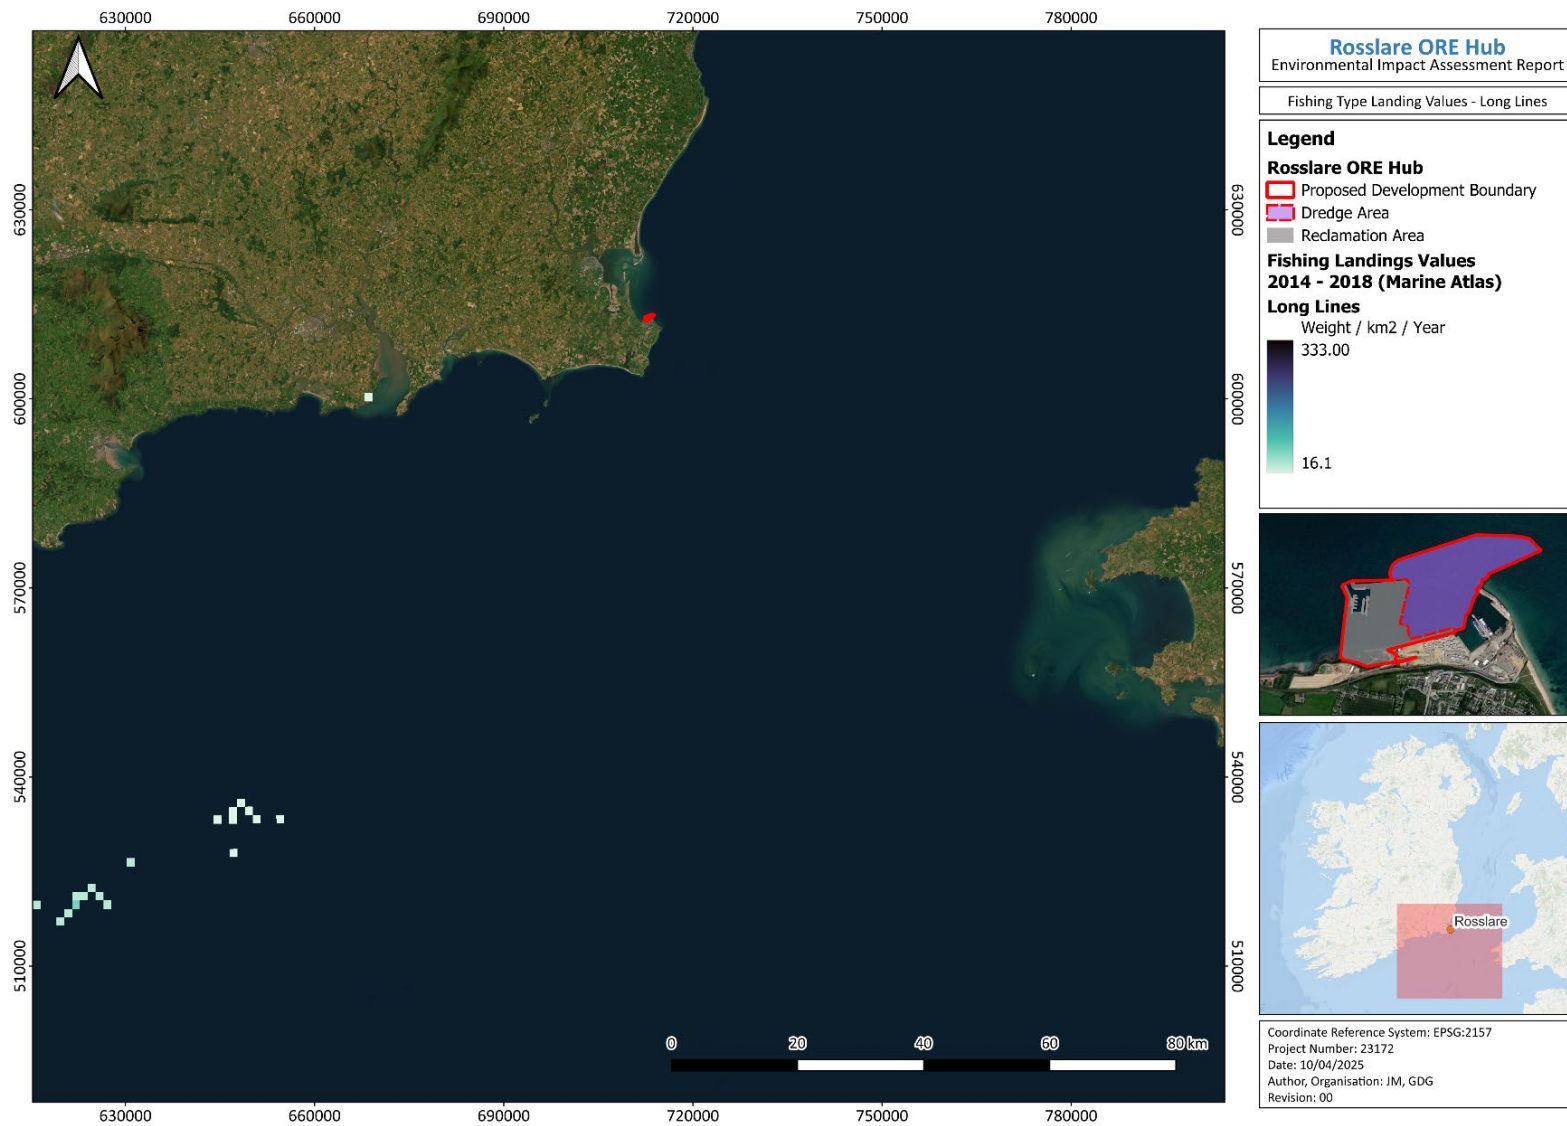 630000
660000
690000
720000
750000
780000
630000
600000
570000
540000
510000
630000
600000
570000
540000
510000
0
20
40
60
80 km
630000
660000
690000
720000
750000
780000
Rosslare ORE Hub
Environmental Impact Assessment Report
Fishing Type Landing Values - Long Lines
Legend
Rosslare ORE Hub
Proposed Development Boundary
Dredge Area
Reclamation Area
Fishing Landings Values
2014 - 2018 (Marine Atlas)
Long Lines
Weight / km2 / Year
333.00
16.1
Rosslare
Coordinate Reference System: EPSG:2157
Project Number: 23172
Date: 10/04/2025
Author, Organisation: JM, GDG
Revision: 00